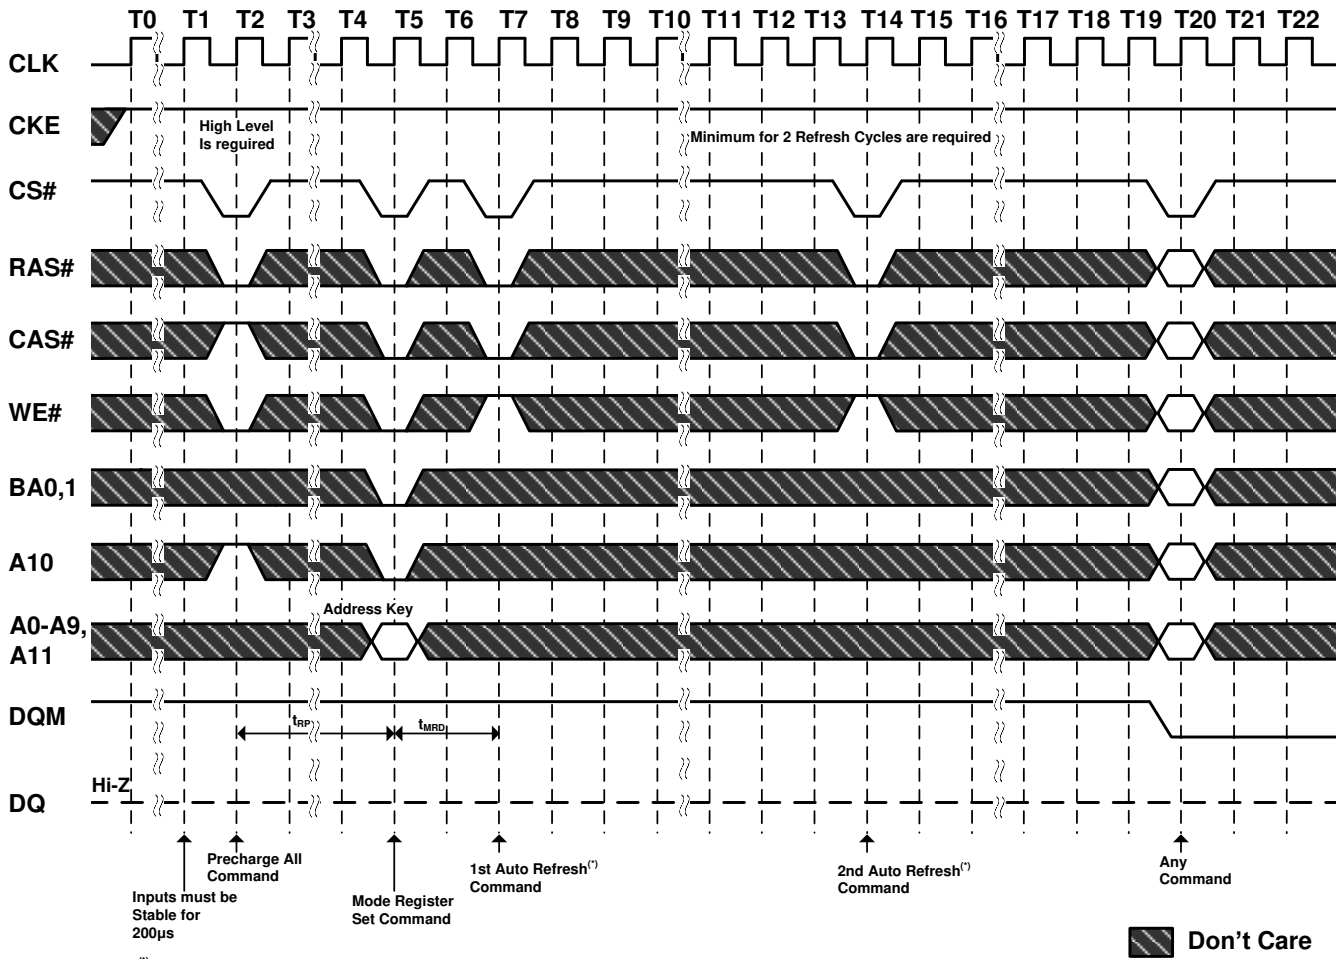 T0 T1 T2 T3 T4 T5 T6 T7 T8 T9 T10 T11 T12 T13 T14 T15 T16 T17 T18 T19 T20 T21 T22
CLK
CKE
High Level
Is reguired
Minimum for 2 Refresh Cycles are required
CS#
RAS#
CAS#
WE#
BA0,1
A10
Address Key
A0-A9,
A11
DQM
tRP
tMRD
Hi-Z
DQ
Precharge All
Command
Inputs must be
Stable for
200µs
Mode Register
Set Command
1st Auto Refresh(*)
Command
2nd Auto Refresh(*)
Command
Any
Command
Don't Care